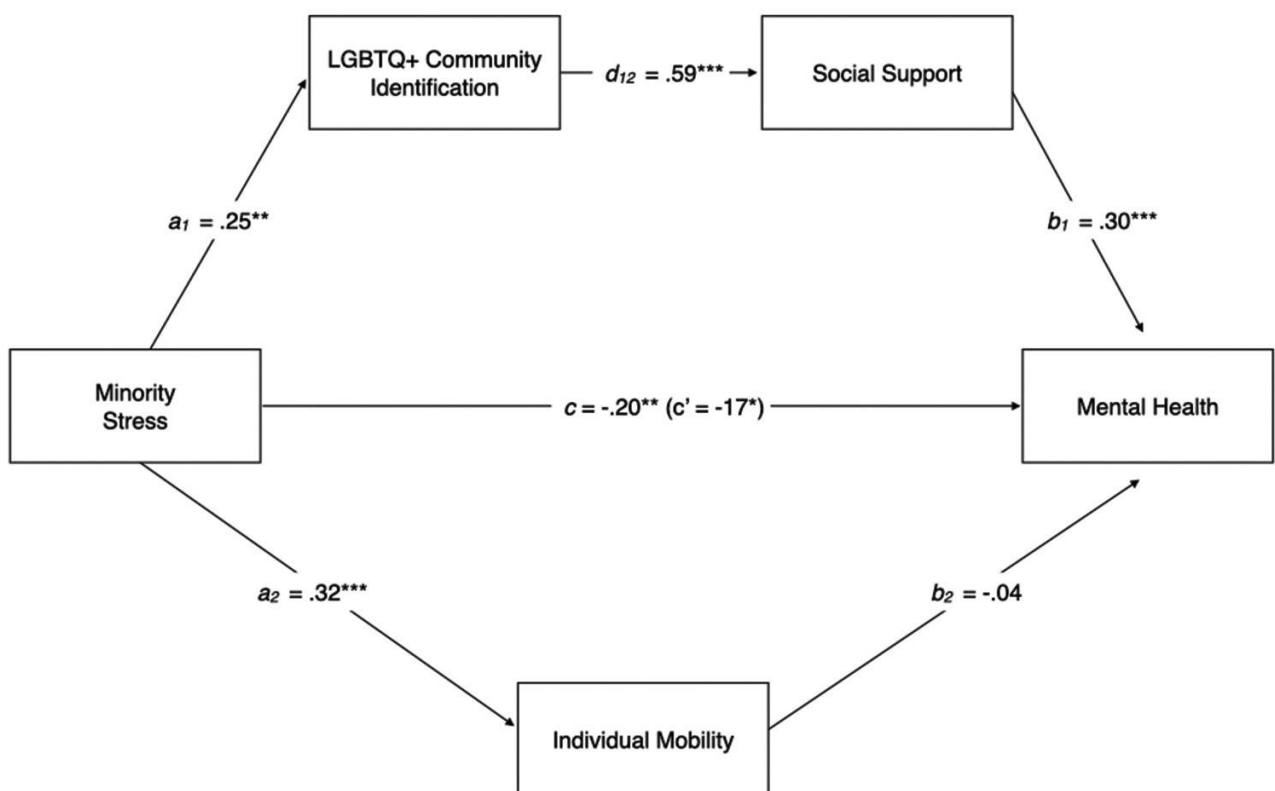 LGBTQ+ Community
Identification
d12 = .59***
Social Support
a1 = .25**
b1 = .30***
Minority
Stress
c = -.20** (c’ = -17*)
Mental Health
a2 = .32***
b2 = -.04
Individual Mobility